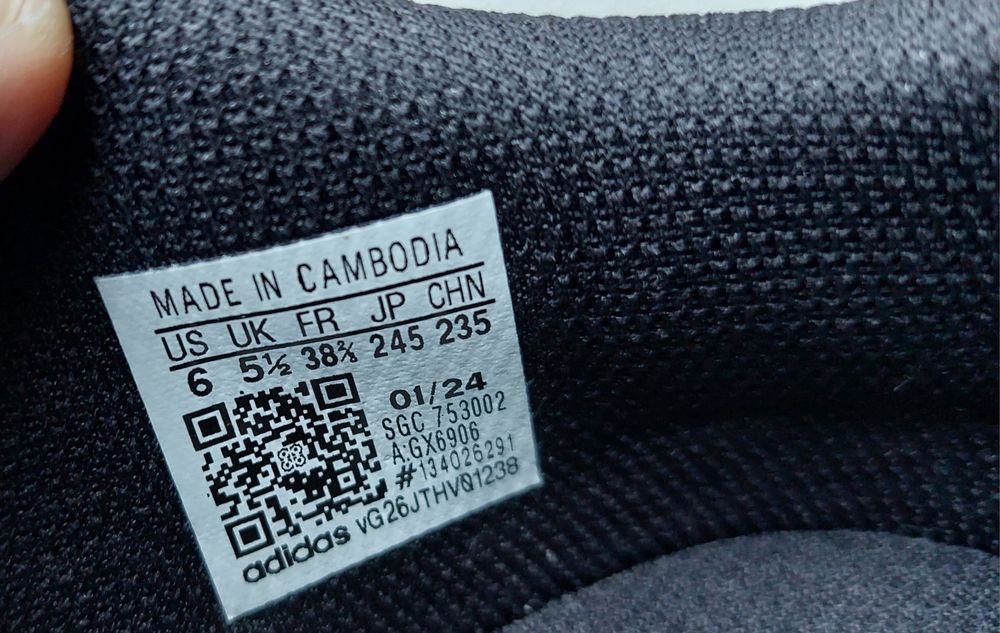 MADE IN CAMBODIA
US UK FR JP CHN
6 5½ 38⅔ 245 235
01/24
SGC 753002
A:GX6906
#134026291
adidas VG26JTHVQ1238